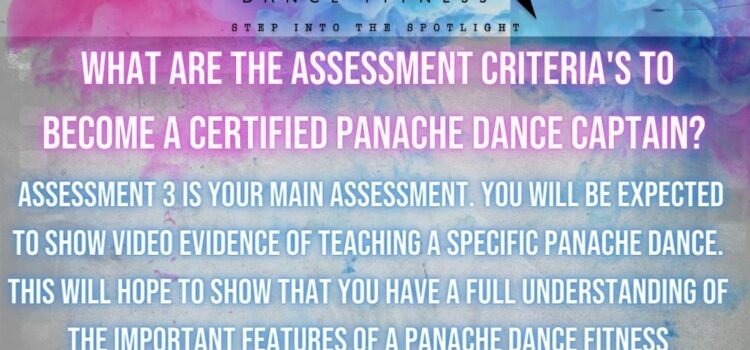 DANCE FITNESS
STEP INTO THE SPOTLIGHT
WHAT ARE THE ASSESSMENT CRITERIA'S TO
BECOME A CERTIFIED PANACHE DANCE CAPTAIN?
ASSESSMENT 3 IS YOUR MAIN ASSESSMENT. YOU WILL BE EXPECTED
TO SHOW VIDEO EVIDENCE OF TEACHING A SPECIFIC PANACHE DANCE.
THIS WILL HOPE TO SHOW THAT YOU HAVE A FULL UNDERSTANDING OF
THE IMPORTANT FEATURES OF A PANACHE DANCE FITNESS